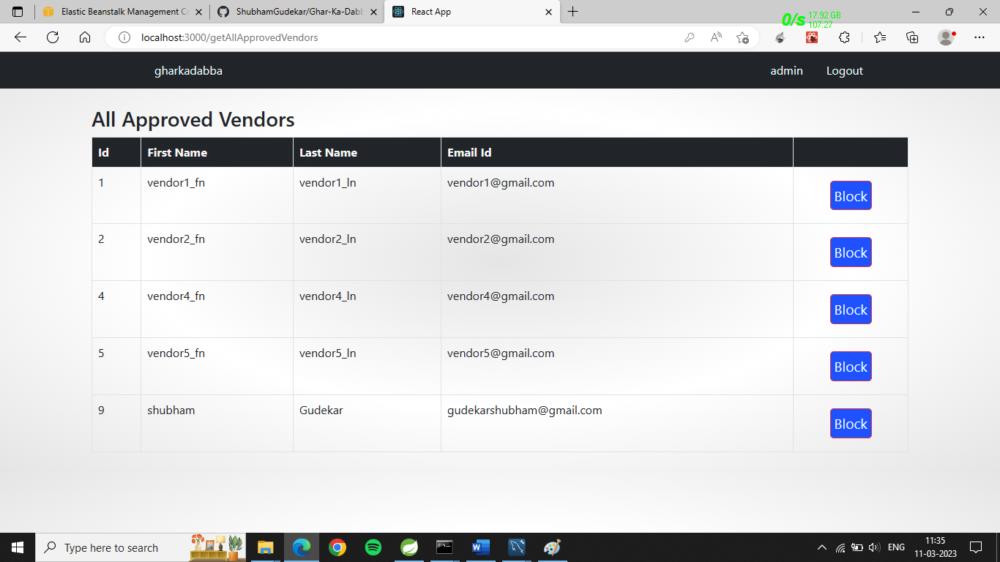 Elastic Beanstalk Management Co
ShubhamGudekar/Ghar-Ka-Dabb
React App
0/s 17.92 GB
107:27
localhost:3000/getAllApprovedVendors
gharkadabba admin Logout
All Approved Vendors
Id First Name Last Name Email Id
1 vendor1_fn vendor1_ln vendor1@gmail.com Block
2 vendor2_fn vendor2_ln vendor2@gmail.com Block
4 vendor4_fn vendor4_ln vendor4@gmail.com Block
5 vendor5_fn vendor5_ln vendor5@gmail.com Block
9 shubham Gudekar gudekarshubham@gmail.com Block
Type here to search
ENG
11:35
11-03-2023